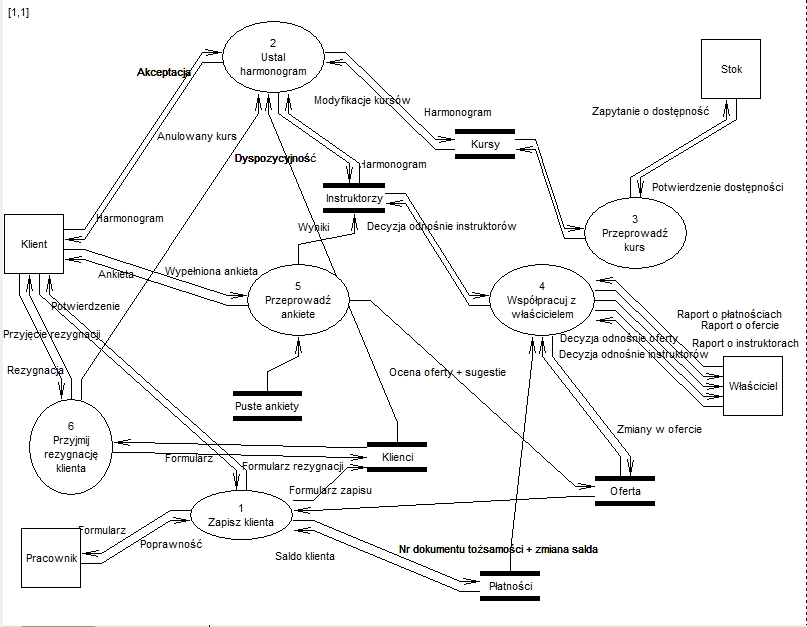 [1,1]
2
Ustal
harmonogram
Akceptacja
Modyfikacje kursów
Harmonogram
Stok
Zapytanie o dostępność
Anulowany kurs
Kursy
Dyspozycyjność
Harmonogram
Potwierdzenie dostępności
Instruktorzy
Harmonogram
3
Przeprowadź
kurs
Klient
Wyniki
Decyzja odnośnie instruktorów
Wypełniona ankieta
Ankieta
5
Przeprowadź
ankiete
4
Współpracuj z
właścicielem
Potwierdzenie
Raport o płatnościach
Raport o ofercie
Przyjęcie rezygnacji
Decyzja odnośnie oferty
Raport o instruktorach
Decyzja odnośnie instruktorów
Rezygnacja
Ocena oferty + sugestie
Właściciel
Puste ankiety
6
Przyjmij
rezygnację
klienta
Zmiany w ofercie
Formularz
Formularz rezygnacji
Klienci
Formularz zapisu
Oferta
1
Zapisz klienta
Formularz
Poprawność
Pracownik
Saldo klienta
Nr dokumentu tożsamości + zmiana salda
Płatności